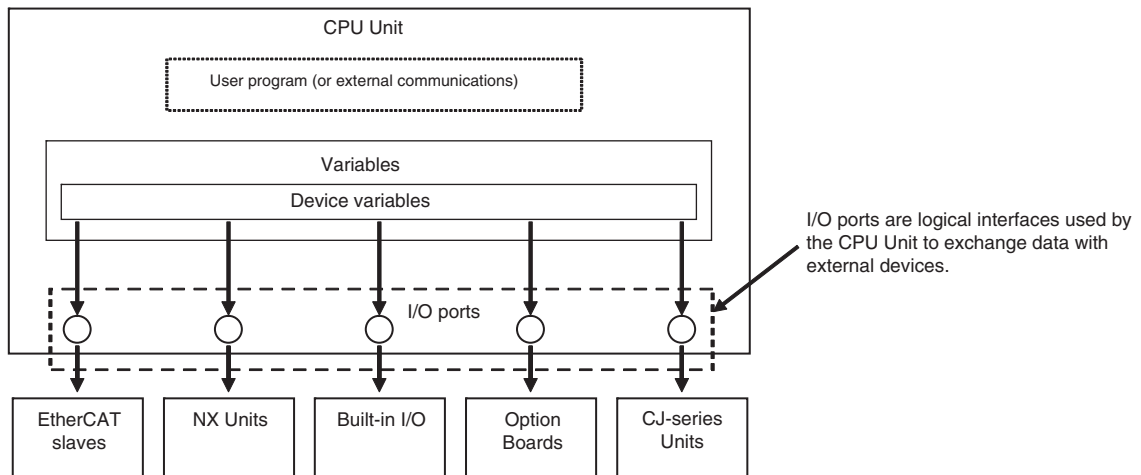 CPU Unit
User program (or external communications)
Variables
Device variables
I/O ports are logical interfaces used by
the CPU Unit to exchange data with
external devices.
I/O ports
EtherCAT
slaves
NX Units
Built-in I/O
Option
Boards
CJ-series
Units